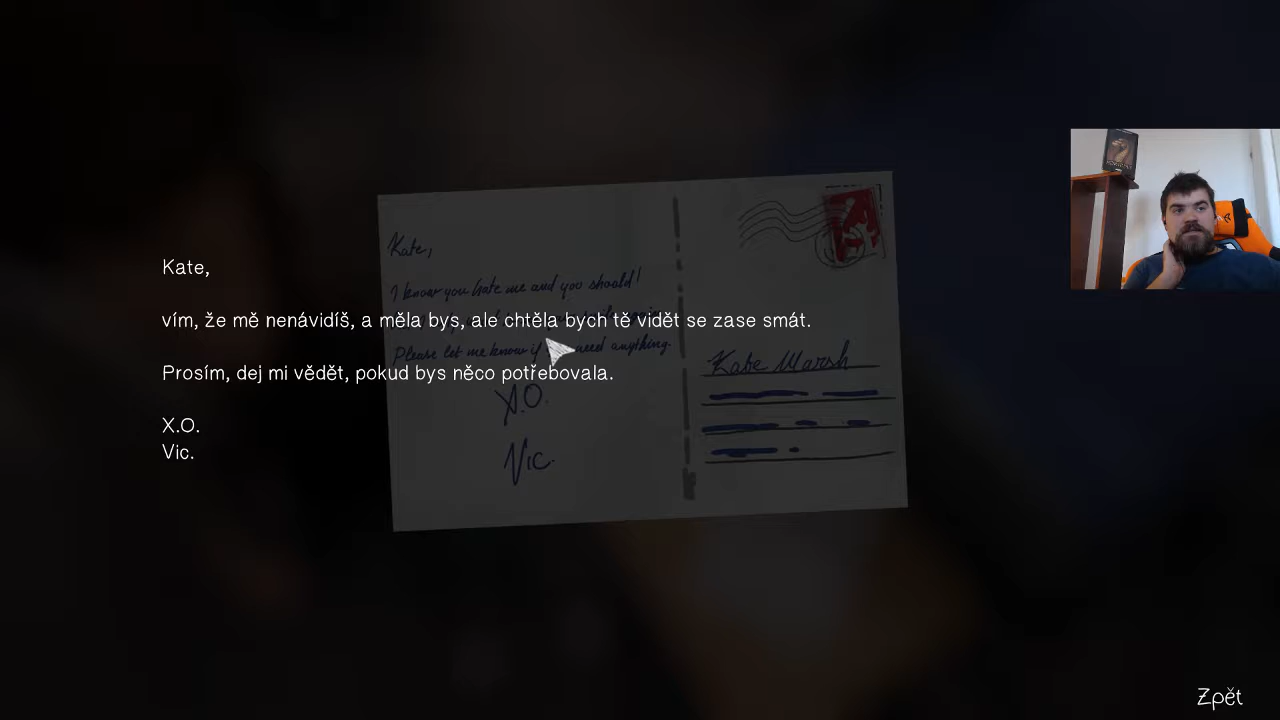 Kate,
I know you hate me and you should!
Kate,
vím, že mě nenávidíš, a měla bys, ale chtěla bych tě vidět se zase smát.
Please let me know if need anything.
Kate Marsh
Prosím, dej mi vědět, pokud bys něco potřebovala.
X.O.
X.O.
Vic.
Vic.
Zpět